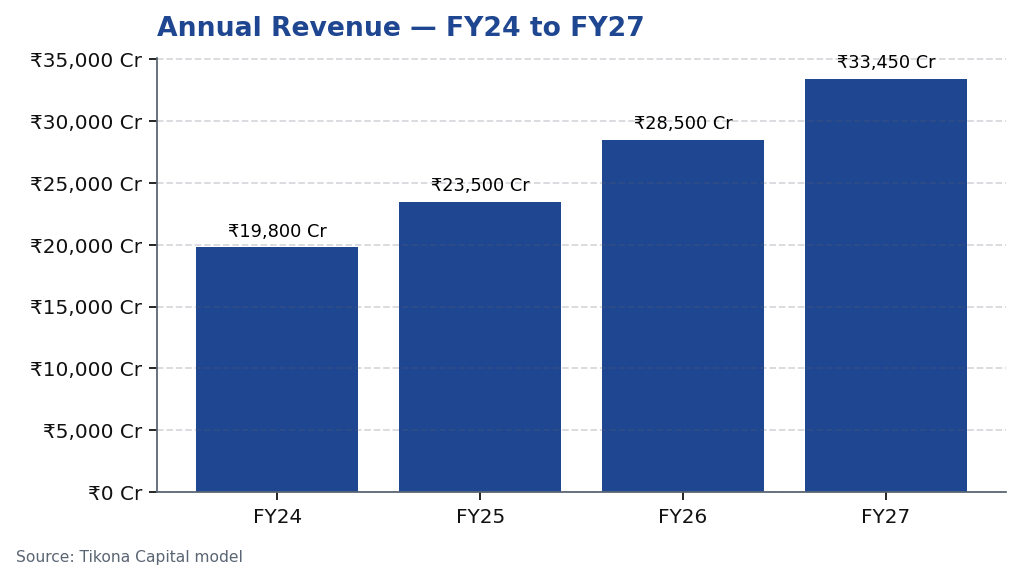 Annual Revenue — FY24 to FY27
₹35,000 Cr
₹30,000 Cr
₹25,000 Cr
₹20,000 Cr
₹15,000 Cr
₹10,000 Cr
₹5,000 Cr
₹0 Cr
₹19,800 Cr
₹23,500 Cr
₹28,500 Cr
₹33,450 Cr
FY24
FY25
FY26
FY27
Source: Tikona Capital model